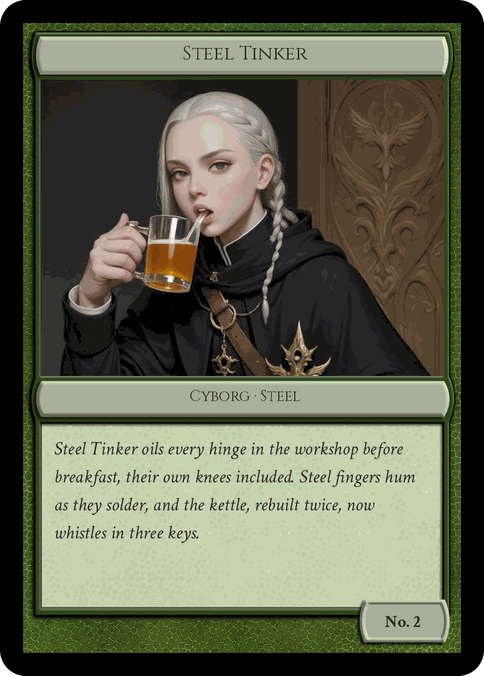 Steel Tinker
Cyborg · Steel
Steel Tinker oils every hinge in the workshop before
breakfast, their own knees included. Steel fingers hum
as they solder, and the kettle, rebuilt twice, now
whistles in three keys.
No. 2